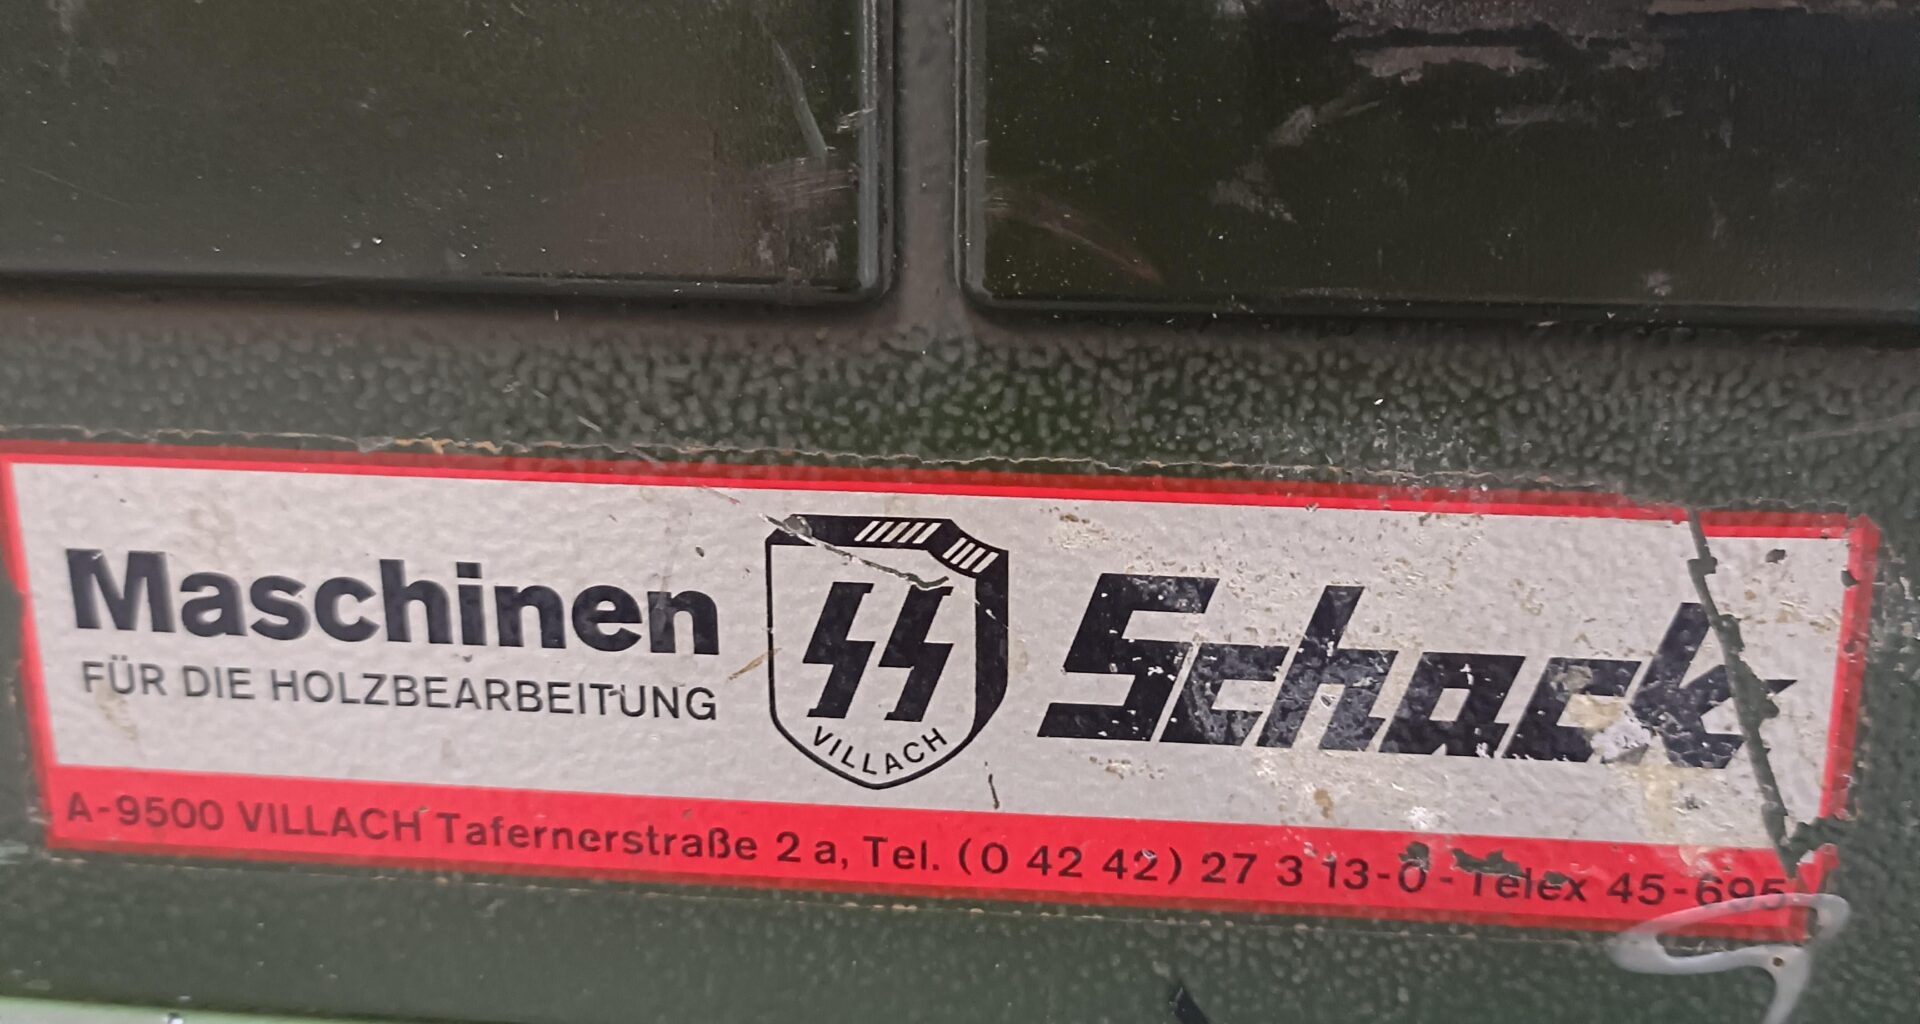 Maschinen
FÜR DIE HOLZBEARBEITUNG
SS
VILLACH
Schack
A-9500 VILLACH Tafernerstraße 2 a, Tel. (0 42 42) 27 3 13-0 - Telex 45-695